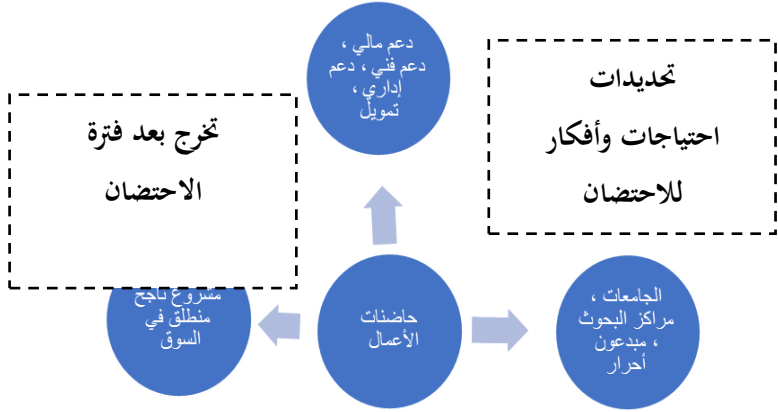 دعم مالي ،
دعم فني ، دعم
إداري ،
تمويل
تحديدات
احتياجات وأفكار
للاحتضان
تخرج بعد فترة
الاحتضان
الجامعات ،
مراكز البحوث
، مبدعون
أحرار
حاضنات
الأعمال
مشروع ناجح
منطلق في
السوق